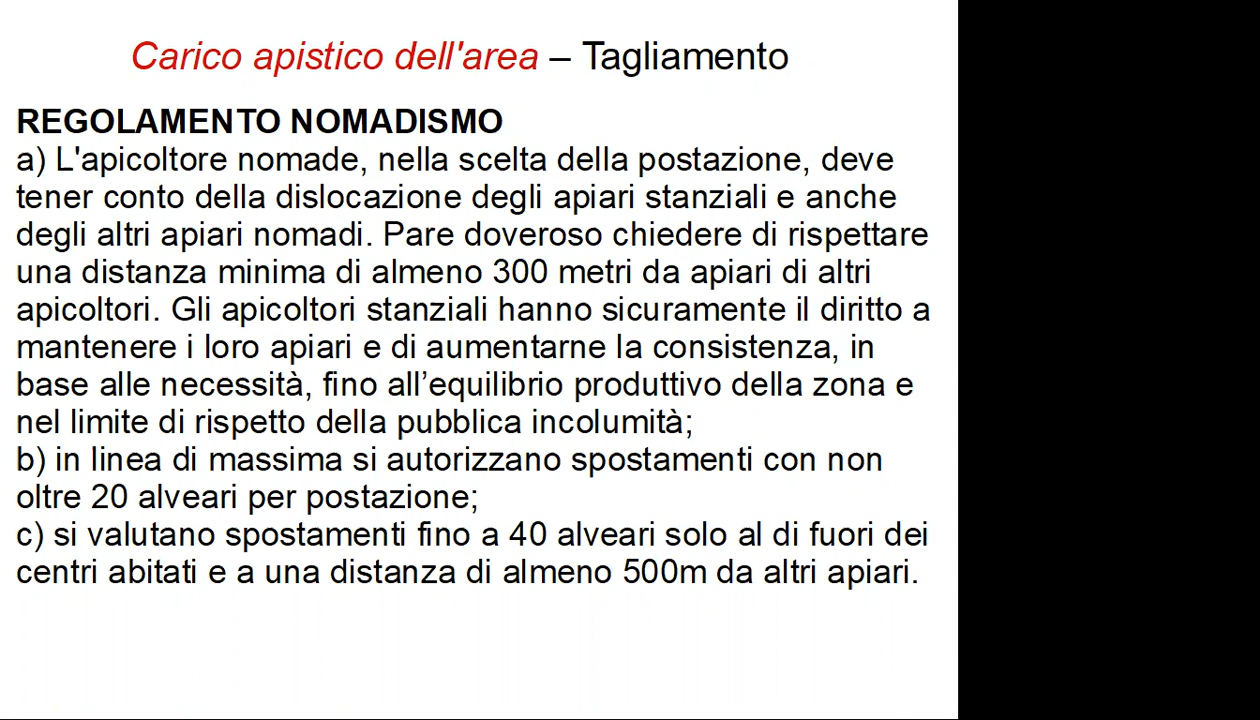 Carico apistico dell'area – Tagliamento
REGOLAMENTO NOMADISMO
a) L'apicoltore nomade, nella scelta della postazione, deve
tener conto della dislocazione degli apiari stanziali e anche
degli altri apiari nomadi. Pare doveroso chiedere di rispettare
una distanza minima di almeno 300 metri da apiari di altri
apicoltori. Gli apicoltori stanziali hanno sicuramente il diritto a
mantenere i loro apiari e di aumentarne la consistenza, in
base alle necessità, fino all’equilibrio produttivo della zona e
nel limite di rispetto della pubblica incolumità;
b) in linea di massima si autorizzano spostamenti con non
oltre 20 alveari per postazione;
c) si valutano spostamenti fino a 40 alveari solo al di fuori dei
centri abitati e a una distanza di almeno 500m da altri apiari.